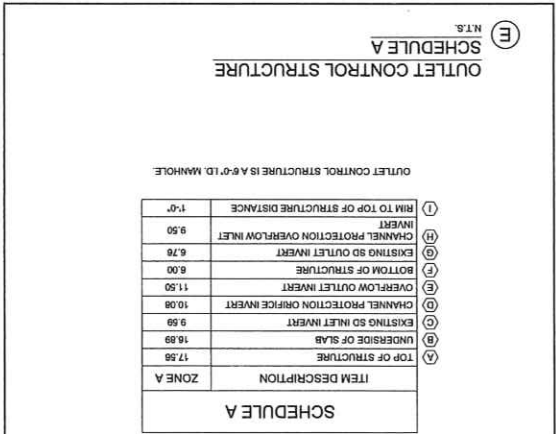 SCHEDULE A
ITEM DESCRIPTION ZONE A
A TOP OF STRUCTURE 17.56
B UNDERSIDE OF SLAB 16.89
C EXISTING SD INLET INVERT 9.59
D CHANNEL PROTECTION ORIFICE INVERT 10.08
E OVERFLOW OUTLET INVERT 11.50
F BOTTOM OF STRUCTURE 6.00
G EXISTING SD OUTLET INVERT 6.76
H CHANNEL PROTECTION OVERFLOW INLET
INVERT 9.50
I RIM TO TOP OF STRUCTURE DISTANCE 1'-0"
OUTLET CONTROL STRUCTURE IS A 6'-0" I.D. MANHOLE.
OUTLET CONTROL STRUCTURE
E SCHEDULE A
N.T.S.